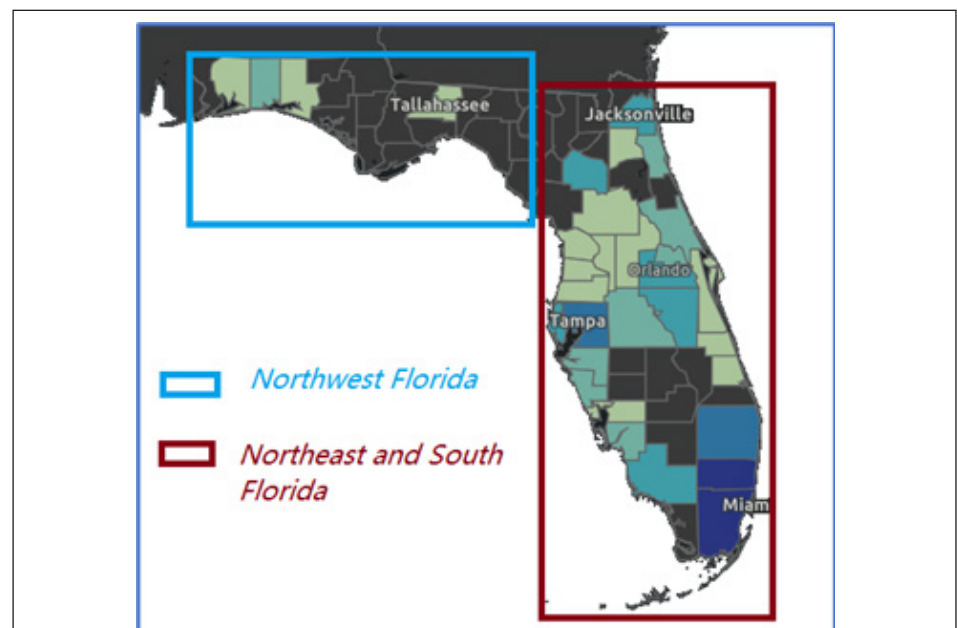 Tallahassee
Jacksonville
Orlando
Tampa
Northwest Florida
Northeast and South
Florida
Miam